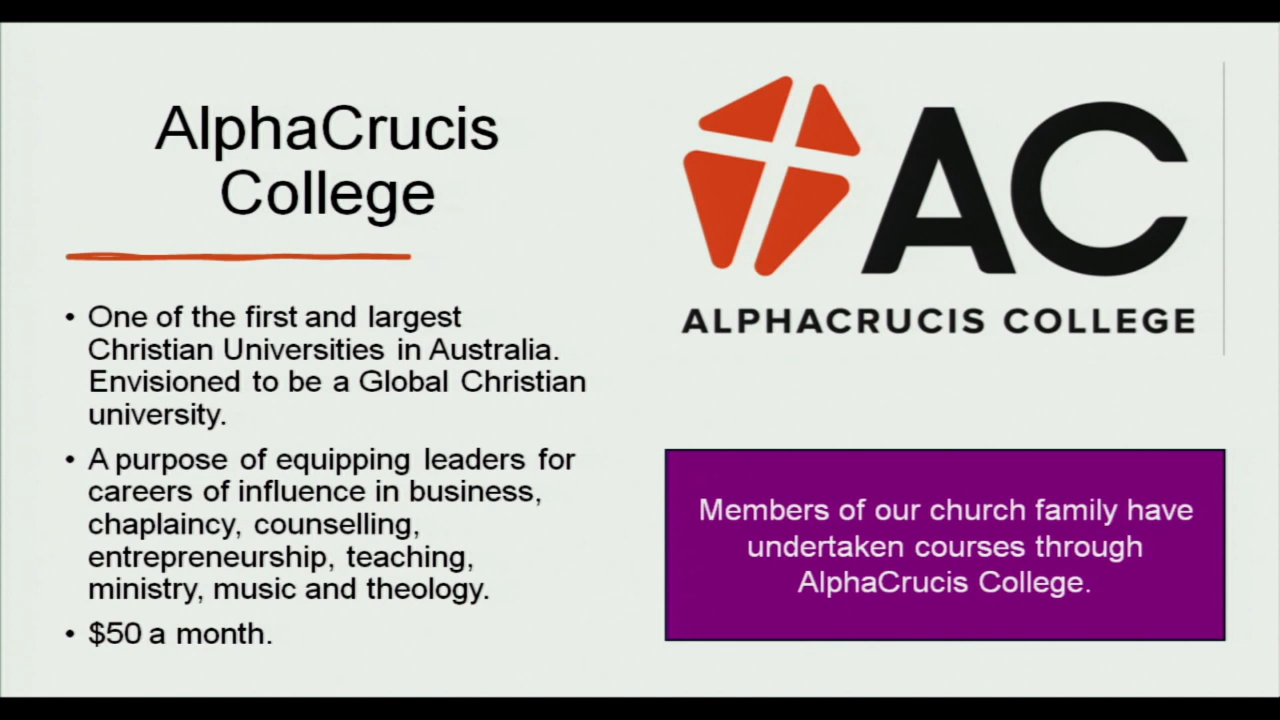 AlphaCrucis
College
• One of the first and largest
Christian Universities in Australia.
Envisioned to be a Global Christian
university.
• A purpose of equipping leaders for
careers of influence in business,
chaplaincy, counselling,
entrepreneurship, teaching,
ministry, music and theology.
• $50 a month.
AC
ALPHACRUCIS COLLEGE
Members of our church family have
undertaken courses through
AlphaCrucis College.